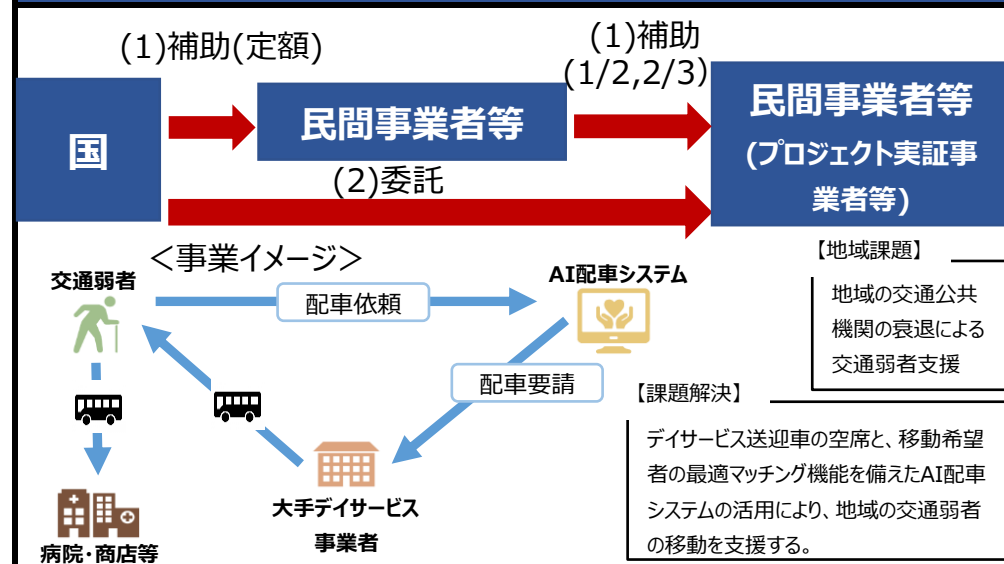 (1)補助(定額)
(1)補助
(1/2,2/3)
国
民間事業者等
民間事業者等
(プロジェクト実証事
業者等)
(2)委託
＜事業イメージ＞
交通弱者
配車依頼
AI配車システム
【地域課題】
地域の交通公共
機関の衰退による
交通弱者支援
配車要請
【課題解決】
デイサービス送迎車の空席と、移動希望
者の最適マッチング機能を備えたAI配車
システムの活用により、地域の交通弱者
の移動を支援する。
大手デイサービス
事業者
病院・商店等